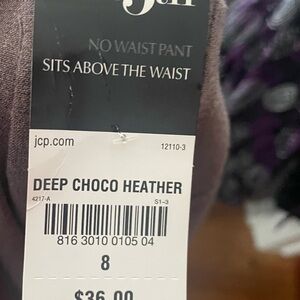 NO WAIST PANT
SITS ABOVE THE WAIST
jcp.com 12110-3
DEEP CHOCO HEATHER
4217-A S1-3
816 3010 0105 04
8
$36.00